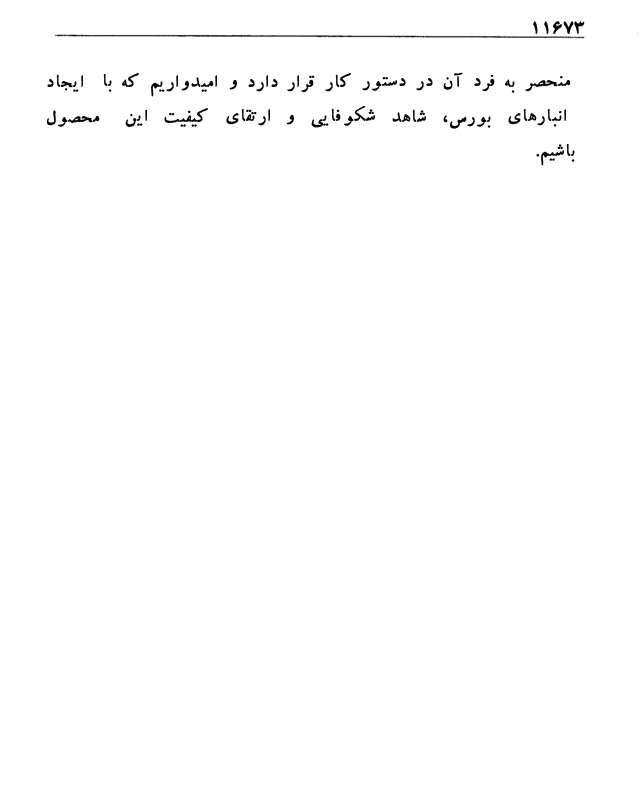 ۱۱۶۷۳
منحصر به فرد آن در دستور کار قرار دارد و امیدواریم که با ایجاد
انبارهای بورس، شاهد شکوفایی و ارتقای کیفیت این محصول
باشیم.